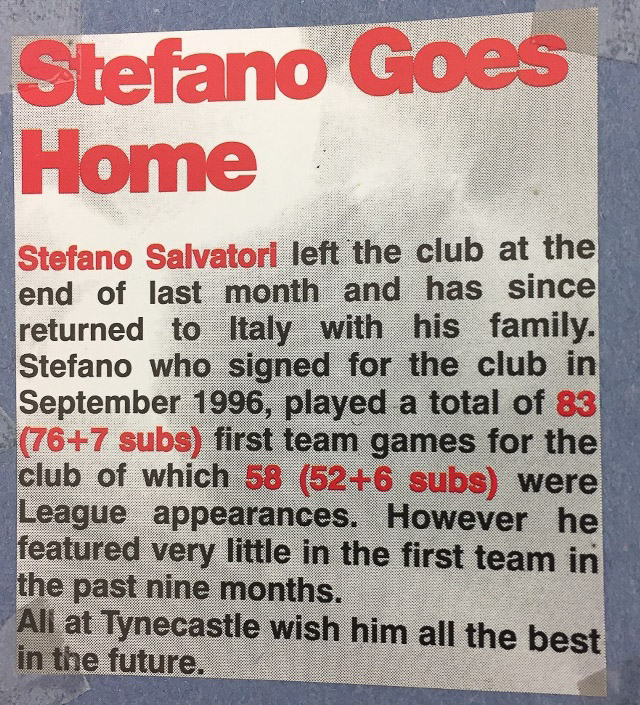 Stefano Goes
Home
Stefano Salvatori left the club at the
end of last month and has since
returned to Italy with his family.
Stefano who signed for the club in
September 1996, played a total of 83
(76+7 subs) first team games for the
club of which 58 (52+6 subs) were
League appearances. However he
featured very little in the first team in
the past nine months.
All at Tynecastle wish him all the best
in the future.